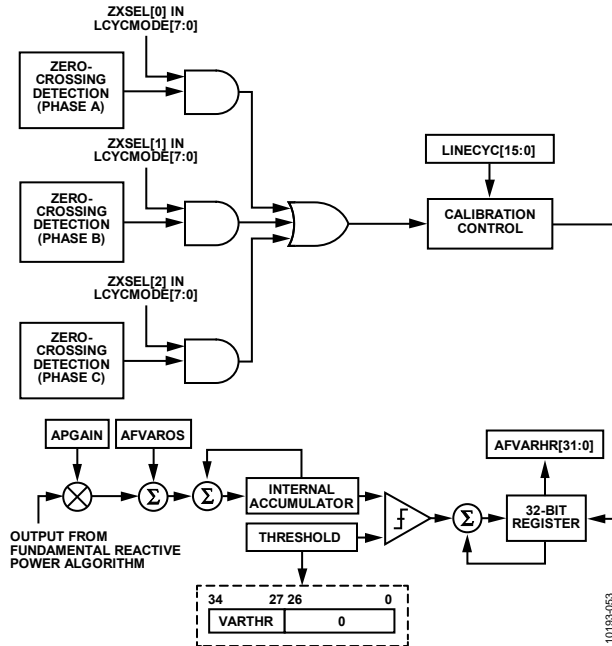 ZXSEL[0] IN
LCYCMODE[7:0]
ZERO-
CROSSING
DETECTION
(PHASE A)
ZXSEL[1] IN
LCYCMODE[7:0]
ZERO-
CROSSING
DETECTION
(PHASE B)
LINECYC[15:0]
CALIBRATION
CONTROL
ZXSEL[2] IN
LCYCMODE[7:0]
ZERO-
CROSSING
DETECTION
(PHASE C)
APGAIN
AFVAROS
AFVARHR[31:0]
Σ
Σ
INTERNAL
ACCUMULATOR
Σ
32-BIT
REGISTER
OUTPUT FROM
FUNDAMENTAL REACTIVE
POWER ALGORITHM
THRESHOLD
34 27 26 0
VARTHR 0
10193-053